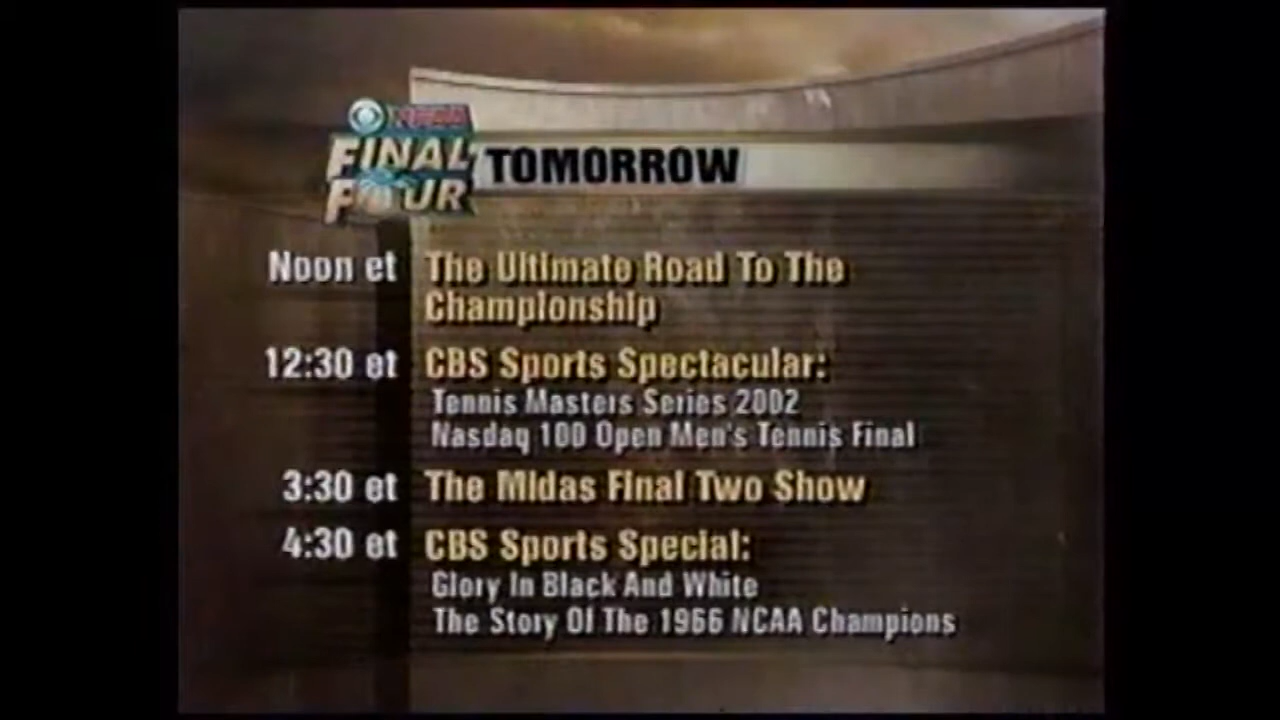 FINAL
FOUR
TOMORROW
Noon et
The Ultimate Road To The
Championship
12:30 et
CBS Sports Spectacular:
Tennis Masters Series 2002
Nasdaq 100 Open Men's Tennis Final
3:30 et
The Midas Final Two Show
4:30 et
CBS Sports Special:
Glory In Black And White
The Story Of The 1966 NCAA Champions